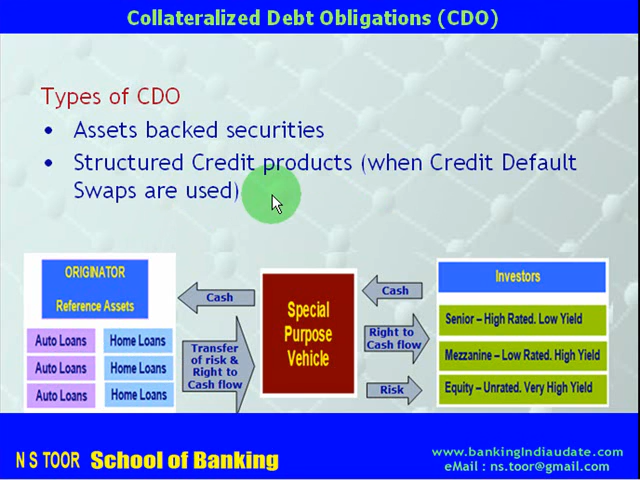 Collateralized Debt Obligations (CDO)
Types of CDO
• Assets backed securities
• Structured Credit products (when Credit Default
Swaps are used)
ORIGINATOR
Reference Assets
Auto Loans
Home Loans
Auto Loans
Home Loans
Auto Loans
Home Loans
Cash
Transfer
of risk &
Right to
Cash flow
Special
Purpose
Vehicle
Cash
Right to
Cash flow
Risk
Investors
Senior – High Rated. Low Yield
Mezzanine – Low Rated. High Yield
Equity – Unrated. Very High Yield
N S TOOR School of Banking
www.bankingIndiaudate.com
eMail : ns.toor@gmail.com